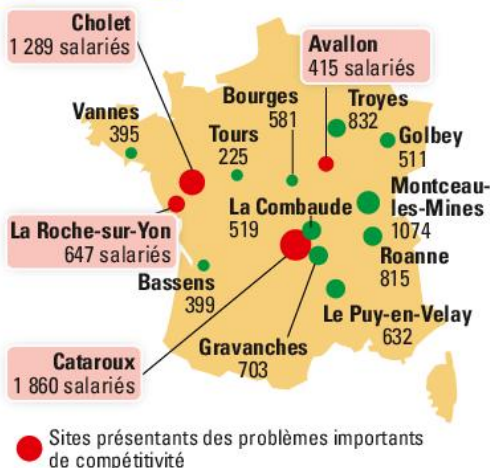 Cholet
1 289 salariés
Avallon
415 salariés
Vannes
395
Tours
225
Bourges
581
Troyes
832
Golbey
511
Montceau-
les-Mines
1074
La Combaude
519
La Roche-sur-Yon
647 salariés
Roanne
815
Bassens
399
Le Puy-en-Velay
632
Gravanches
703
Cataroux
1 860 salariés
Sites présentants des problèmes importants
de compétitivité